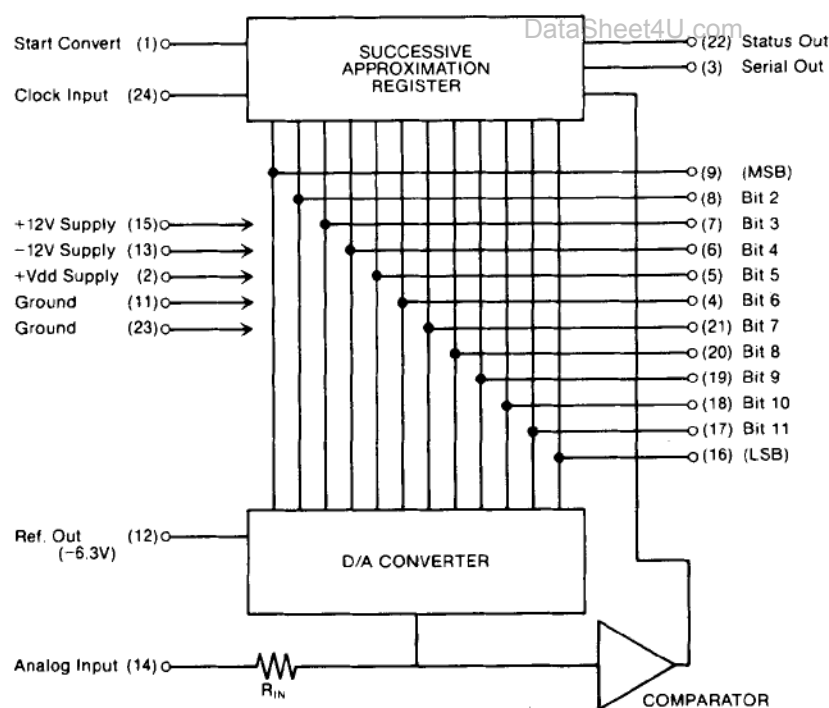 DataSheet4U.com
Start Convert (1)
SUCCESSIVE
APPROXIMATION
REGISTER
(22) Status Out
(3) Serial Out
Clock Input (24)
(9) (MSB)
(8) Bit 2
+12V Supply (15)
(7) Bit 3
-12V Supply (13)
(6) Bit 4
+Vdd Supply (2)
(5) Bit 5
Ground (11)
(4) Bit 6
Ground (23)
(21) Bit 7
(20) Bit 8
(19) Bit 9
(18) Bit 10
(17) Bit 11
(16) (LSB)
Ref. Out (12)
(-6.3V)
D/A CONVERTER
Analog Input (14)
RIN
COMPARATOR